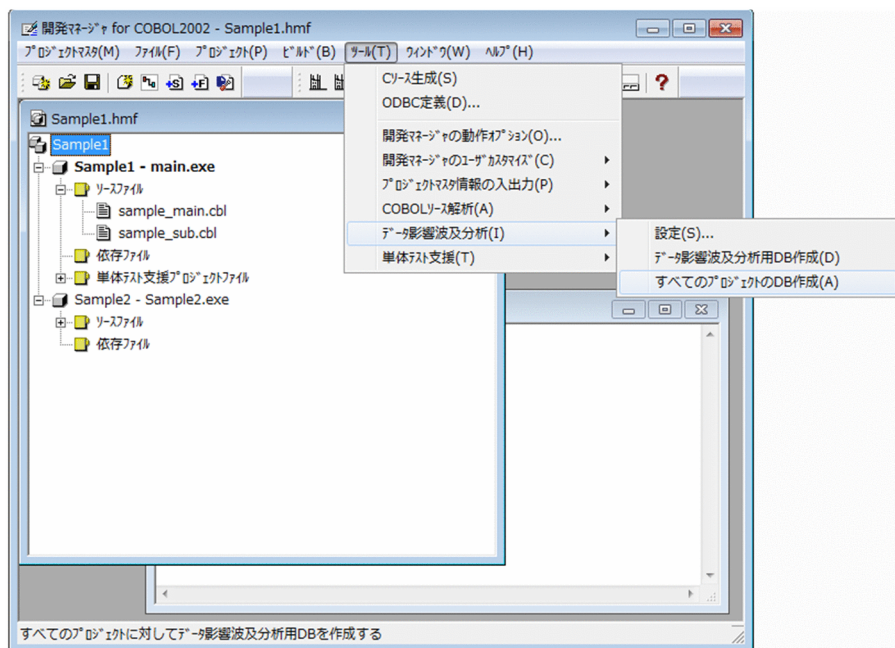 開発ﾏﾈｰｼﾞｬ for COBOL2002 - Sample1.hmf
ﾌﾟﾛｼﾞｪｸﾄﾏｽﾀ(M) ﾌｧｲﾙ(F) ﾌﾟﾛｼﾞｪｸﾄ(P) ﾋﾞﾙﾄﾞ(B) ﾂｰﾙ(T) ｳｨﾝﾄﾞｳ(W) ﾍﾙﾌﾟ(H)
Cｿｰｽ生成(S)
ODBC定義(D)...
開発ﾏﾈｰｼﾞｬの動作ｵﾌﾟｼｮﾝ(O)...
開発ﾏﾈｰｼﾞｬのﾕｰｻﾞｶｽﾀﾏｲｽﾞ(C)
ﾌﾟﾛｼﾞｪｸﾄﾏｽﾀ情報の入出力(P)
COBOLｿｰｽ解析(A)
ﾃﾞｰﾀ影響波及分析(I)
単体ﾃｽﾄ支援(T)
設定(S)...
ﾃﾞｰﾀ影響波及分析用DB作成(D)
すべてのﾌﾟﾛｼﾞｪｸﾄのDB作成(A)
Sample1.hmf
Sample1
Sample1 - main.exe
ｿｰｽﾌｧｲﾙ
sample_main.cbl
sample_sub.cbl
依存ﾌｧｲﾙ
単体ﾃｽﾄ支援ﾌﾟﾛｼﾞｪｸﾄﾌｧｲﾙ
Sample2 - Sample2.exe
ｿｰｽﾌｧｲﾙ
依存ﾌｧｲﾙ
すべてのﾌﾟﾛｼﾞｪｸﾄに対してﾃﾞｰﾀ影響波及分析用DBを作成する